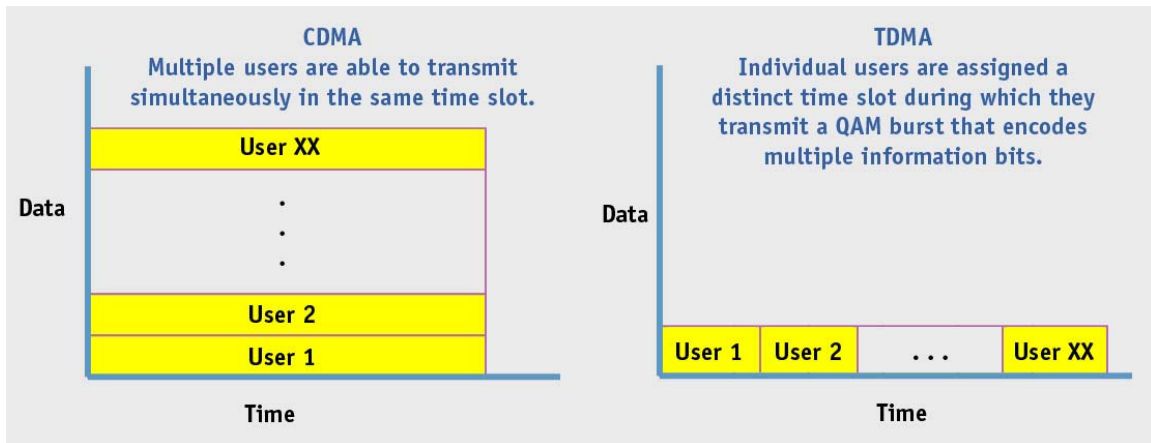 CDMA
Multiple users are able to transmit
simultaneously in the same time slot.
User XX
.
.
.
Data
User 2
User 1
Time
TDMA
Individual users are assigned a
distinct time slot during which they
transmit a QAM burst that encodes
multiple information bits.
Data
User 1 User 2 ... User XX
Time